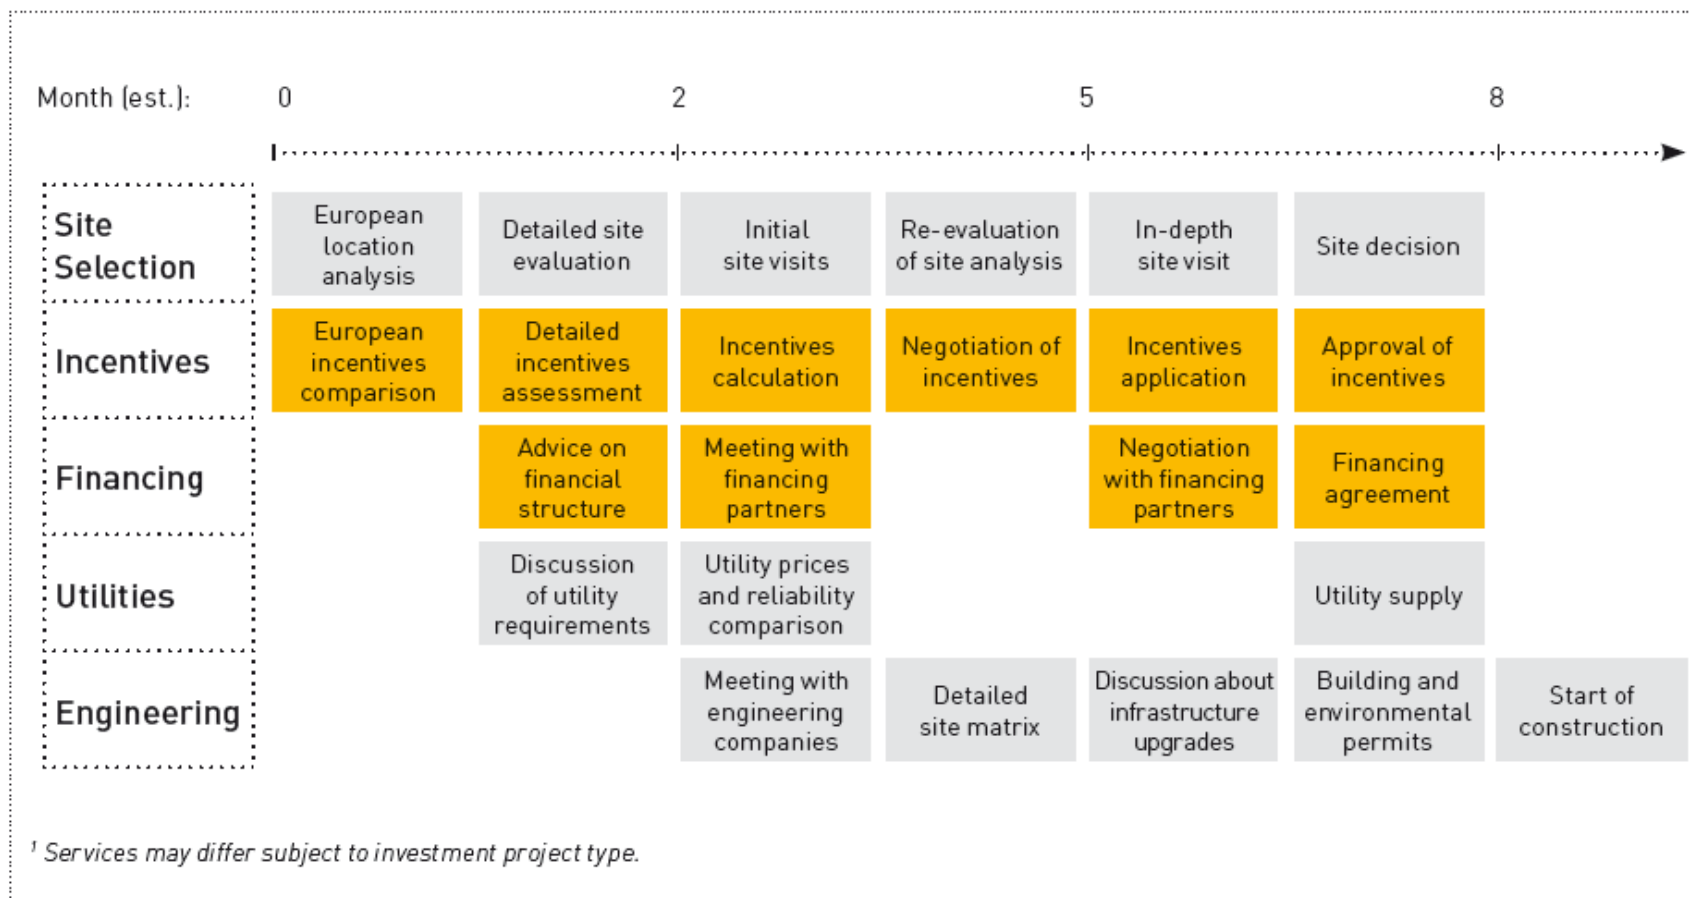 Month (est.): 0 2 5 8
Site
Selection
European
location
analysis
Detailed site
evaluation
Initial
site visits
Re-evaluation
of site analysis
In-depth
site visit
Site decision
Incentives
European
incentives
comparison
Detailed
incentives
assessment
Incentives
calculation
Negotiation of
incentives
Incentives
application
Approval of
incentives
Financing
Advice on
financial
structure
Meeting with
financing
partners
Negotiation
with financing
partners
Financing
agreement
Utilities
Discussion
of utility
requirements
Utility prices
and reliability
comparison
Utility supply
Engineering
Meeting with
engineering
companies
Detailed
site matrix
Discussion about
infrastructure
upgrades
Building and
environmental
permits
Start of
construction
¹ Services may differ subject to investment project type.